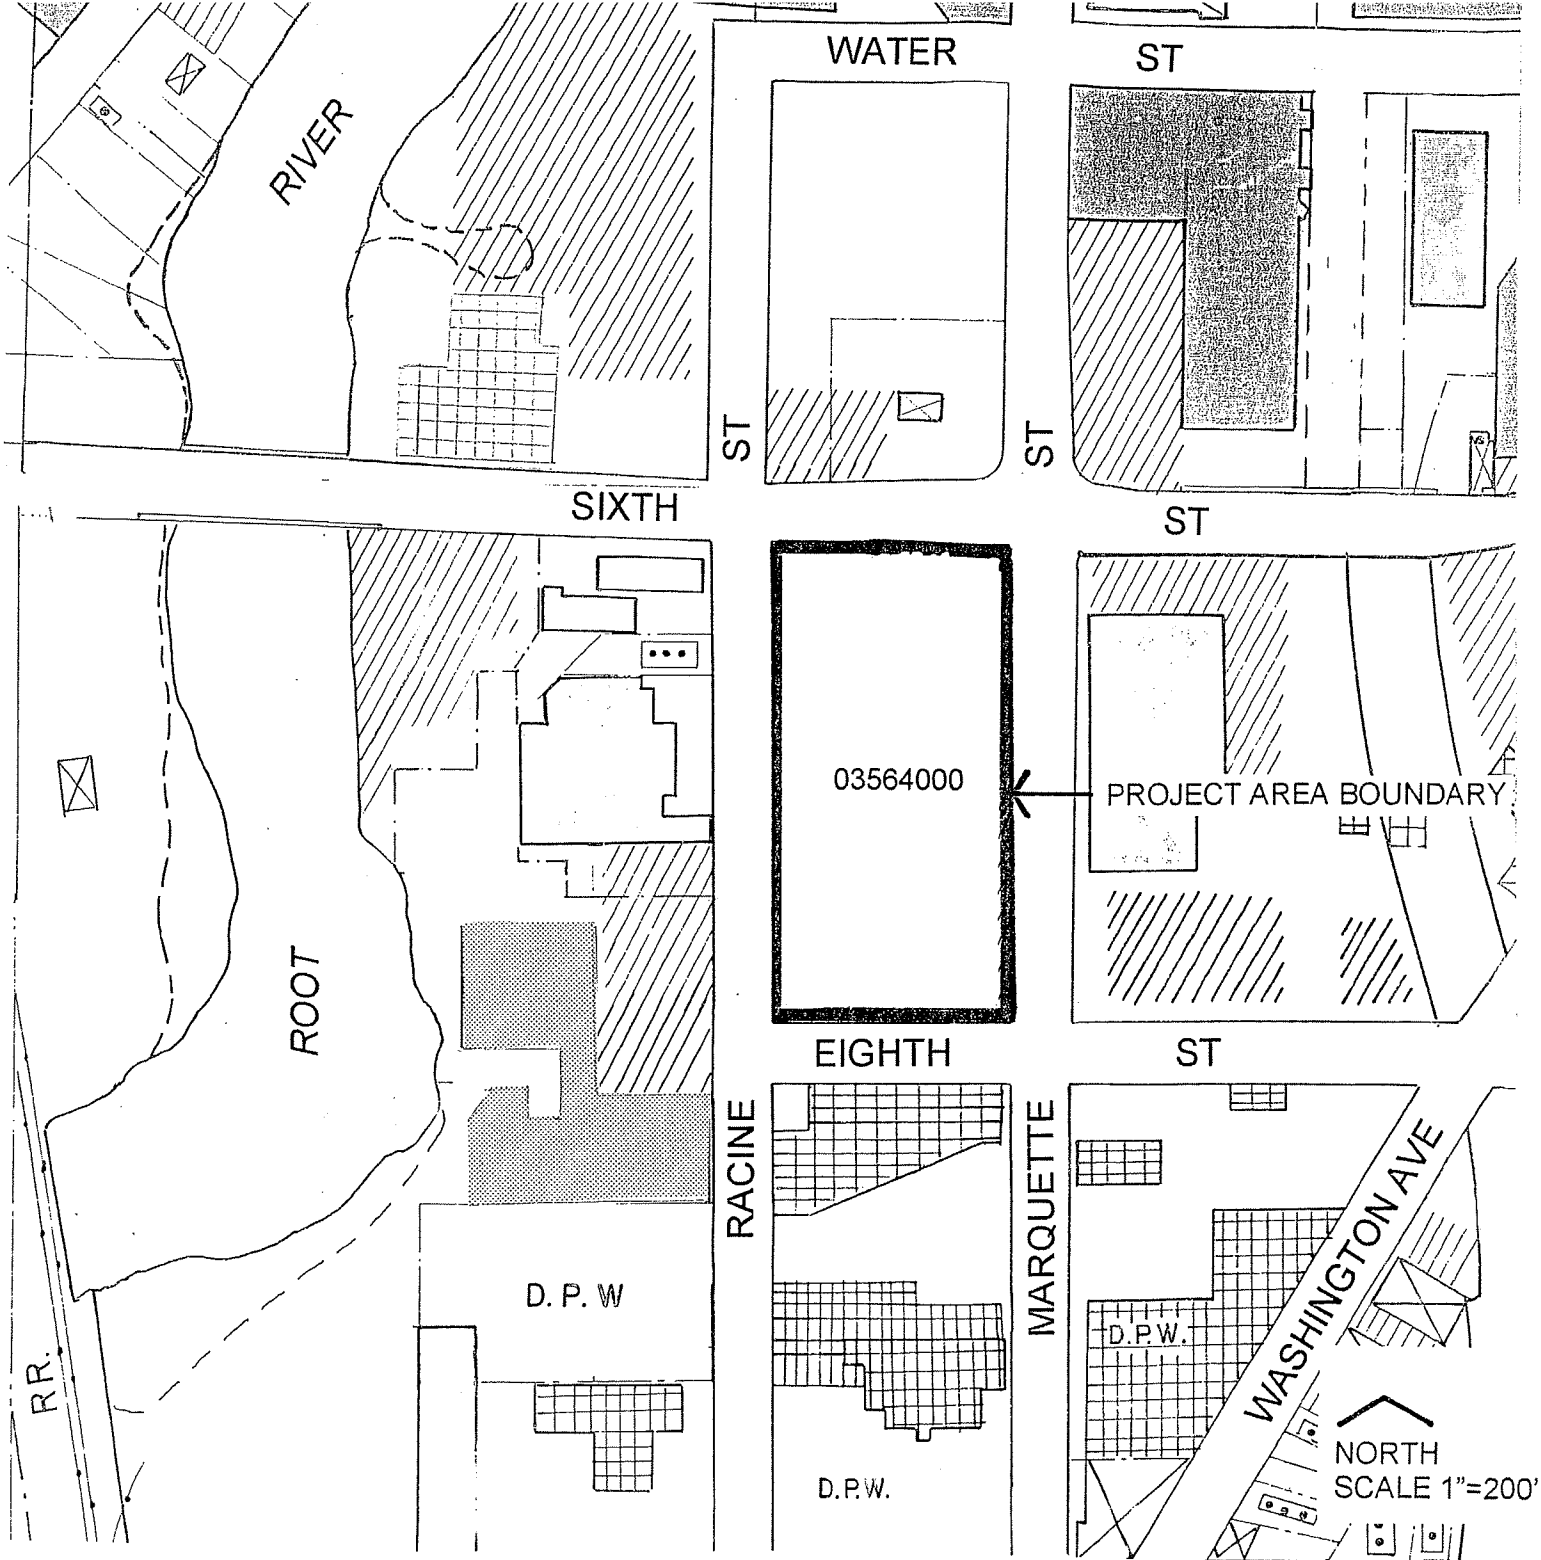 WATER ST
RIVER
ST
ST
SIXTH ST
03564000
PROJECT AREA BOUNDARY
ROOT
EIGHTH ST
RACINE
MARQUETTE
WASHINGTON AVE
D. P. W
D.P.W.
RR.
D.P.W.
NORTH
SCALE 1"=200'